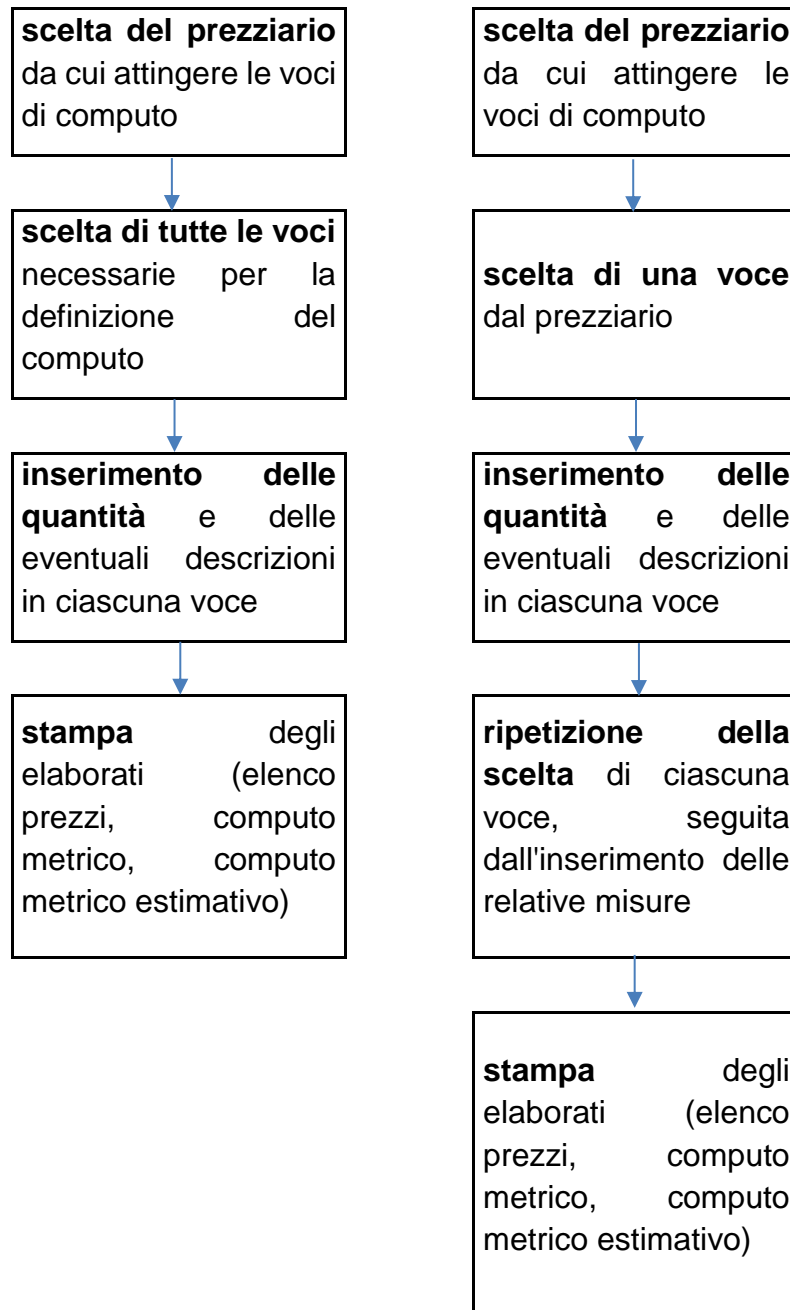 scelta del prezziario
da cui attingere le voci
di computo
scelta di tutte le voci
necessarie per la
definizione del
computo
inserimento delle
quantità e delle
eventuali descrizioni
in ciascuna voce
stampa degli
elaborati (elenco
prezzi, computo
metrico, computo
metrico estimativo)
scelta del prezziario
da cui attingere le
voci di computo
scelta di una voce
dal prezziario
inserimento delle
quantità e delle
eventuali descrizioni
in ciascuna voce
ripetizione della
scelta di ciascuna
voce, seguita
dall'inserimento delle
relative misure
stampa degli
elaborati (elenco
prezzi, computo
metrico, computo
metrico estimativo)